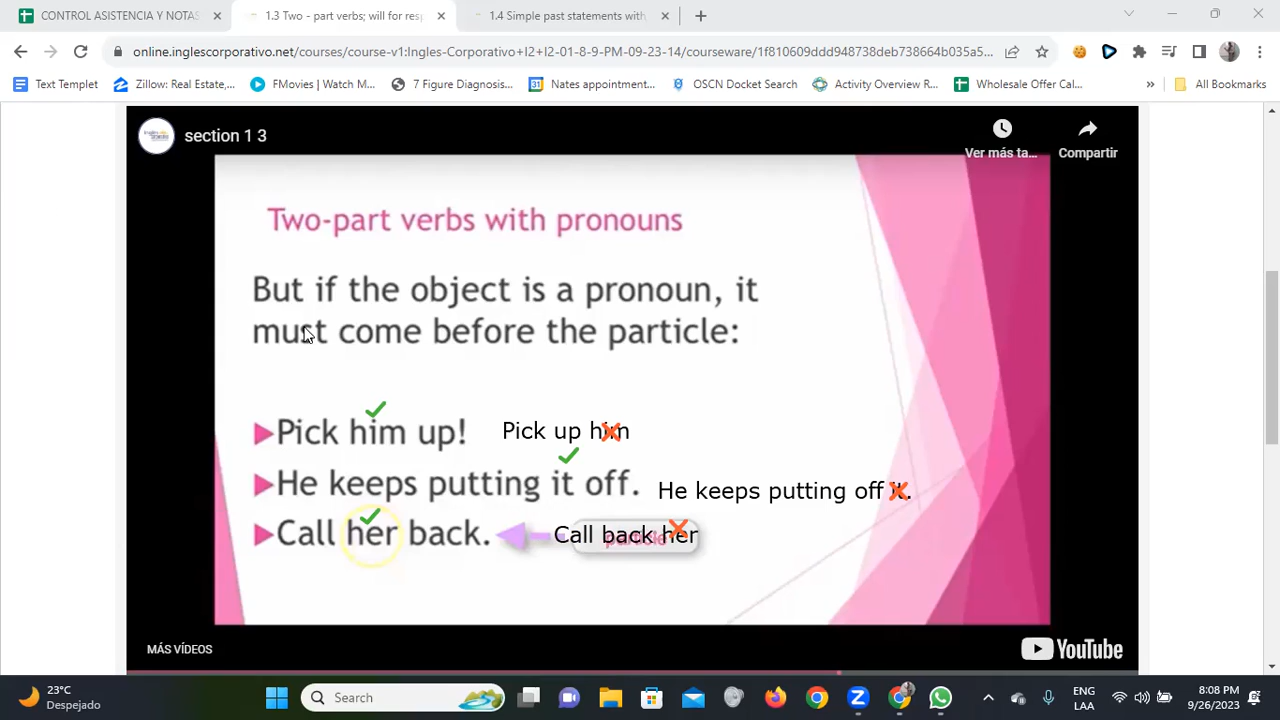 CONTROL ASISTENCIA Y NOTAS
1.3 Two - part verbs; will for resp
1.4 Simple past statements with
online.inglescorporativo.net/courses/course-v1:Ingles-Corporativo+I2+I2-01-8-9-PM-09-23-14/courseware/1f810609ddd948738deb738664b035a5...
Text Templet
Zillow: Real Estate,...
FMovies | Watch M...
7 Figure Diagnosis...
31
Nates appointment...
OSCN Docket Search
Activity Overview...
Wholesale Offer Cal...
»
All Bookmarks
section 1 3
Ver más ta...
Compartir
Two-part verbs with pronouns
But if the object is a pronoun, it
must come before the particle:
Pick him up! Pick up him
He keeps putting it off. He keeps putting off it.
Call her back. Call back her
particle
MÁS VÍDEOS
YouTube
23°C
Despejado
Search
ENG
LAA
8:08 PM
9/26/2023